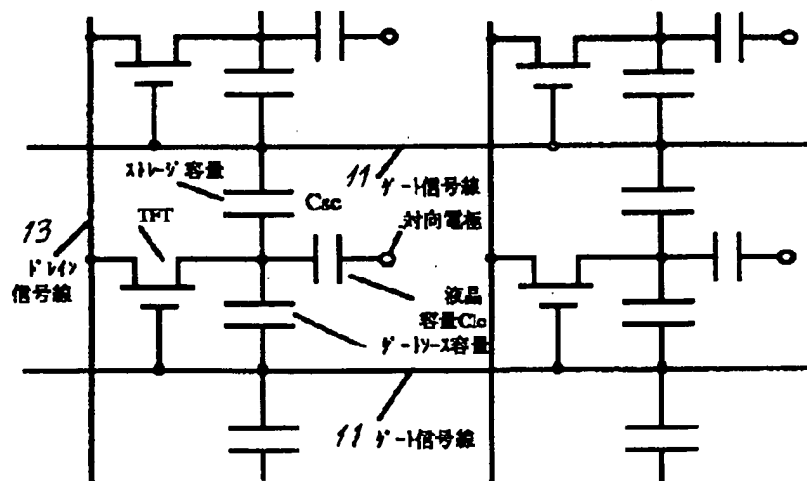 ストレージ容量
11
ゲート信号線
Csc
対向電極
13
TFT
ドレイン
信号線
液晶
容量Clc
ゲートソース容量
11 ゲート信号線